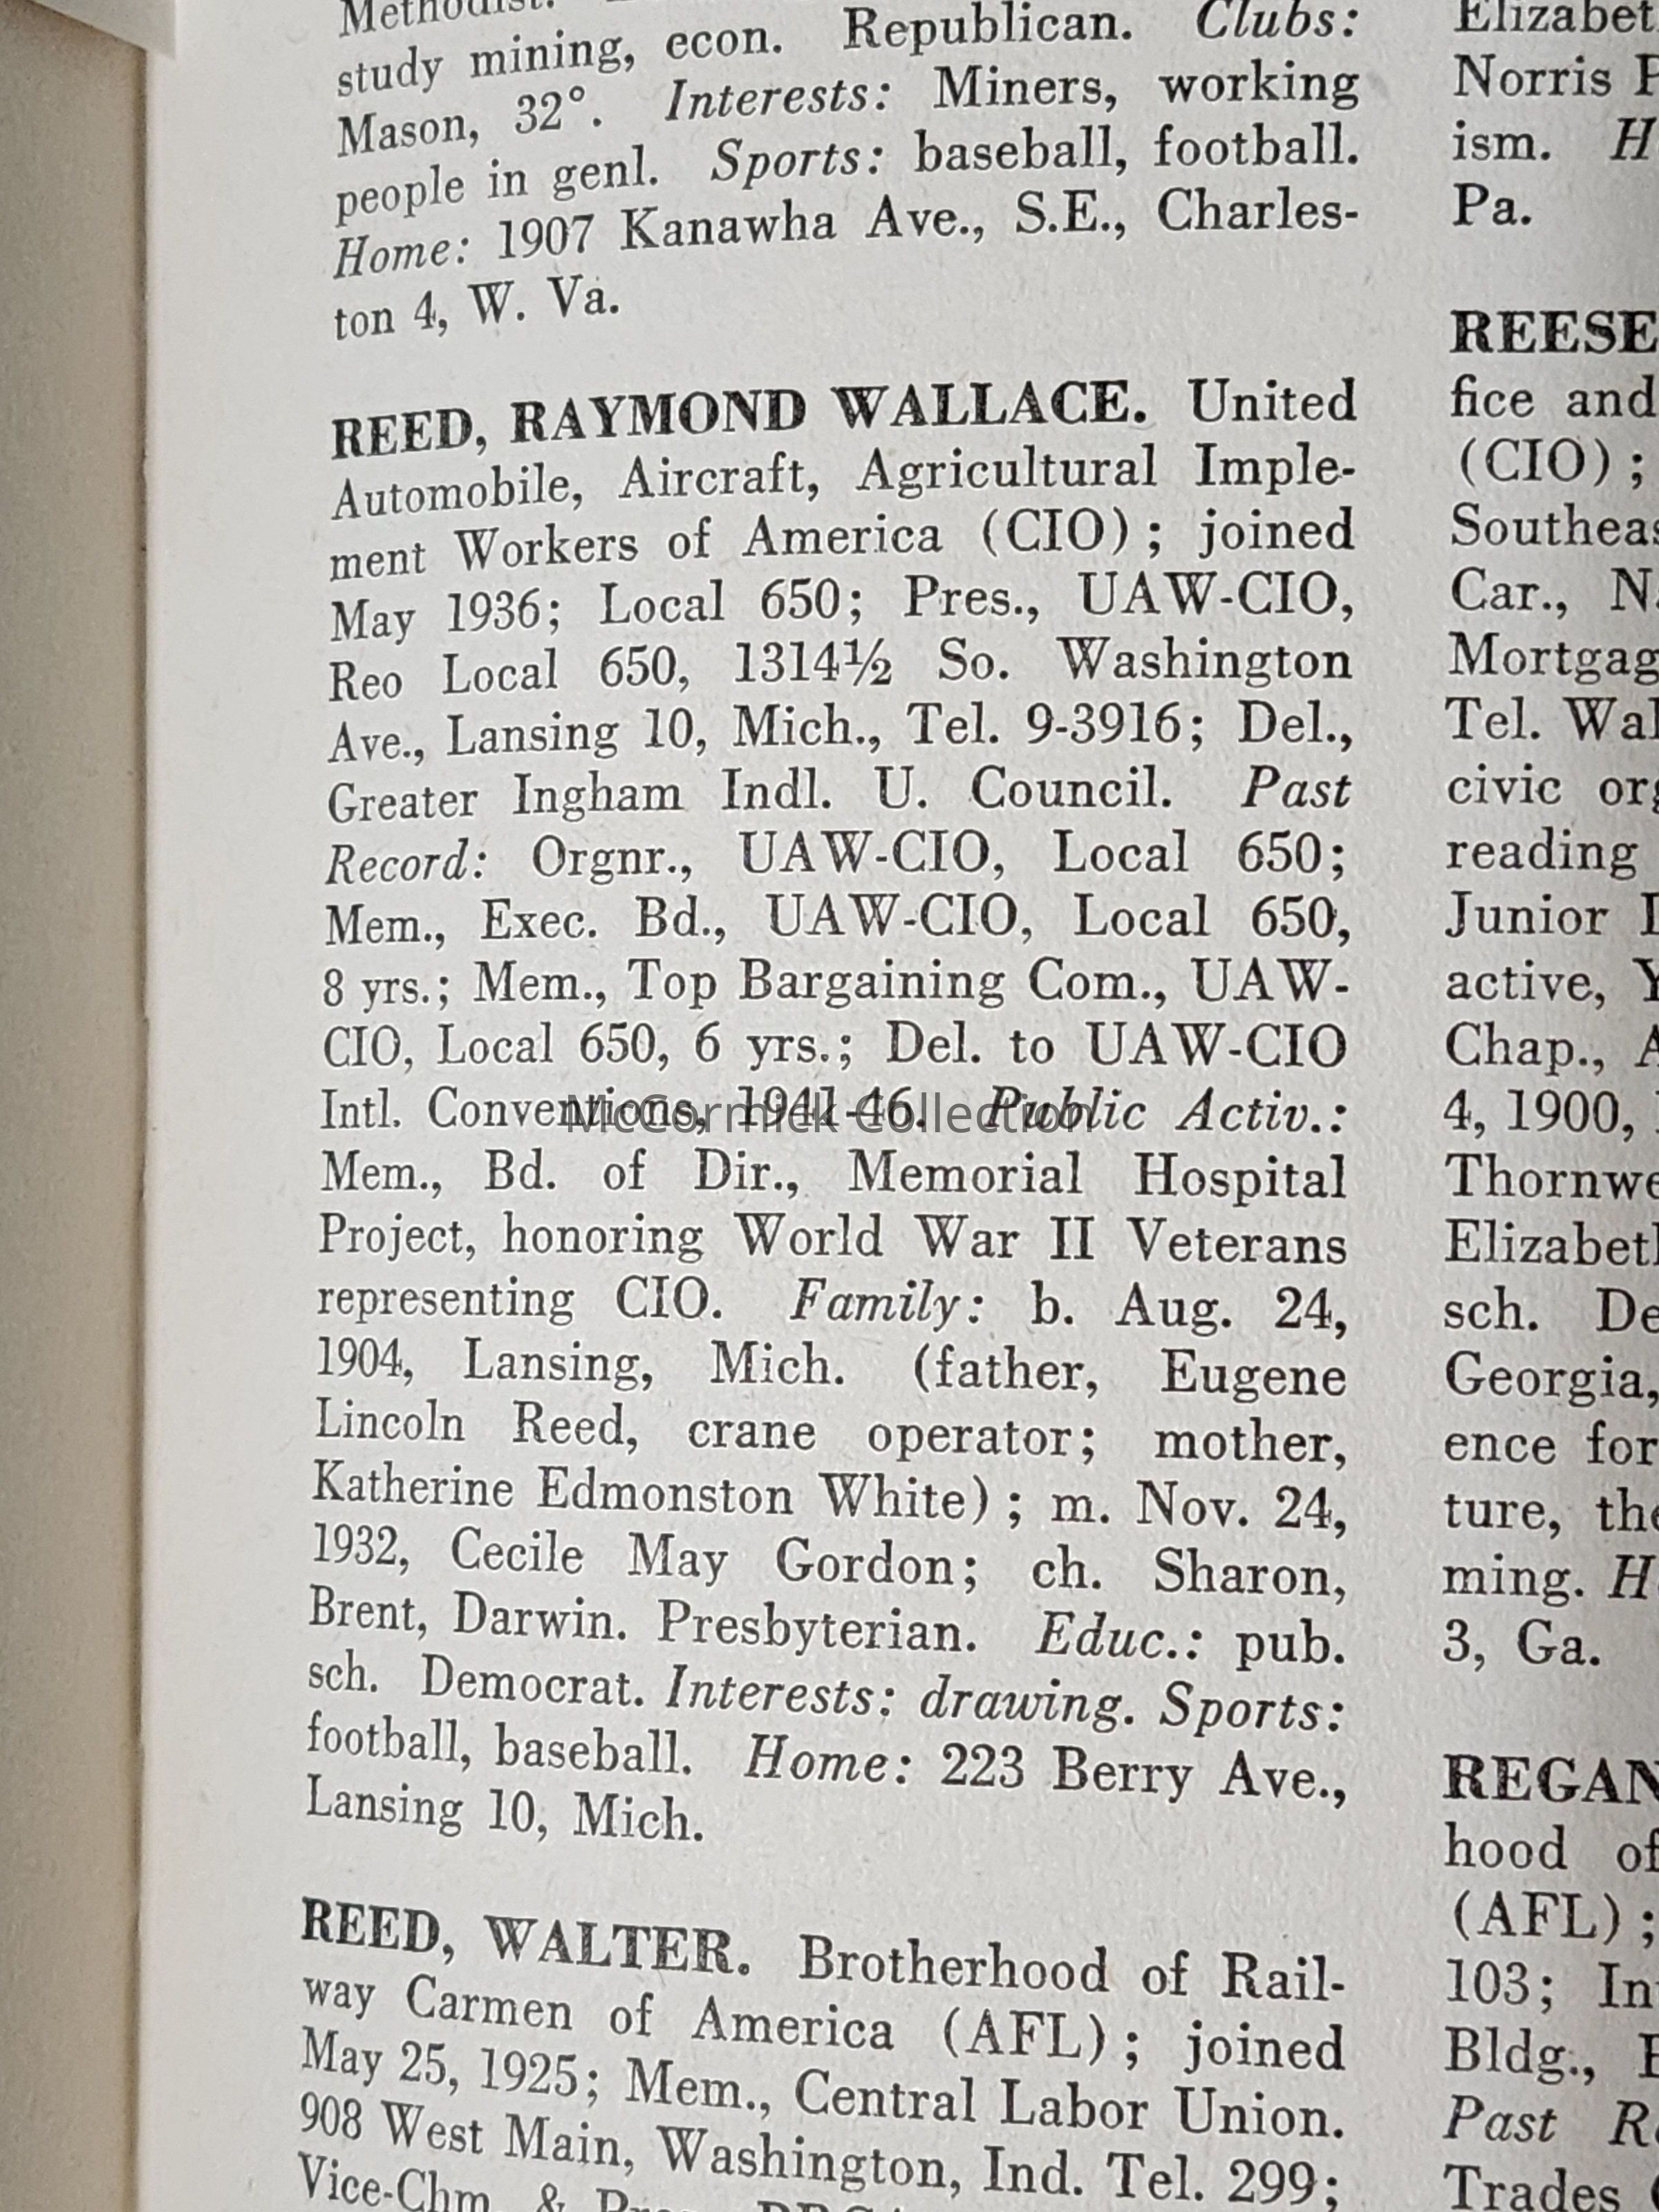 Methodist.
study mining, econ. Republican. Clubs:
Mason, 32°. Interests: Miners, working
people in genl. Sports: baseball, football.
Home: 1907 Kanawha Ave., S.E., Charles-
ton 4, W. Va.
REED, RAYMOND WALLACE. United
Automobile, Aircraft, Agricultural Imple-
ment Workers of America (CIO); joined
May 1936; Local 650; Pres., UAW-CIO,
Reo Local 650, 1314½ So. Washington
Ave., Lansing 10, Mich., Tel. 9-3916; Del.,
Greater Ingham Indl. U. Council. Past
Record: Orgnr., UAW-CIO, Local 650;
Mem., Exec. Bd., UAW-CIO, Local 650,
8 yrs.; Mem., Top Bargaining Com., UAW-
CIO, Local 650, 6 yrs.; Del. to UAW-CIO
Intl. Conventions, 1941-46. Public Activ.:
Mem., Bd. of Dir., Memorial Hospital
Project, honoring World War II Veterans
representing CIO. Family: b. Aug. 24,
1904, Lansing, Mich. (father, Eugene
Lincoln Reed, crane operator; mother,
Katherine Edmonston White); m. Nov. 24,
1932, Cecile May Gordon; ch. Sharon,
Brent, Darwin. Presbyterian. Educ.: pub.
sch. Democrat. Interests: drawing. Sports:
football, baseball. Home: 223 Berry Ave.,
Lansing 10, Mich.
REED, WALTER. Brotherhood of Rail-
way Carmen of America (AFL); joined
May 25, 1925; Mem., Central Labor Union.
908 West Main, Washington, Ind. Tel. 299;
Vice-Chm. &
McCormick Collection
Norris
ism. H
Pa.
REESE
fice and
(CIO);
Southeas
Car., N.
Mortgag
Tel. Wal
civic org
reading
Junior
active, Y
Chap., A
4, 1900,
Thornwe
Elizabeth
sch. De
Georgia,
ence for
ture, the
ming. H
3, Ga.
REGAN
hood of
(AFL);
103; In
Bldg.,
Past R
Trades